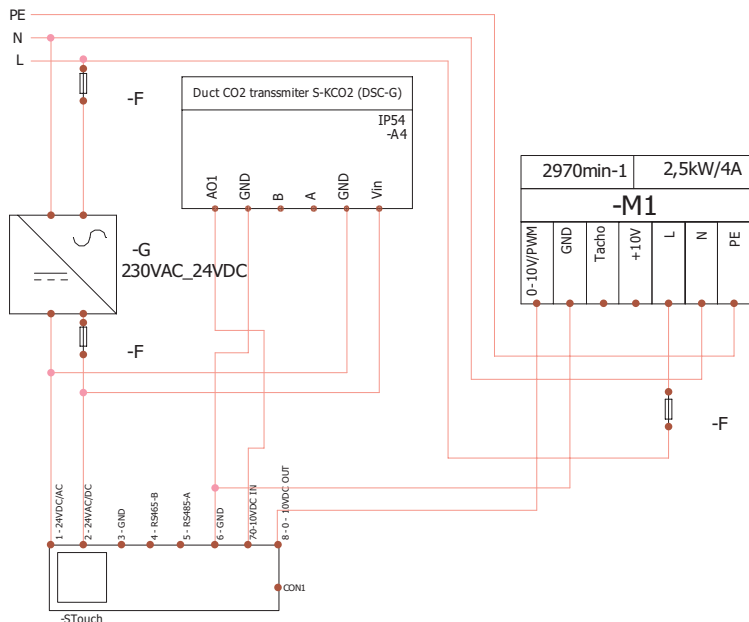 PE
N
L
-F
Duct CO2 transsmiter S-KCO2 (DSC-G)
IP54
-A4
AO1
GND
B
A
GND
Vin
2970min-1
2,5kW/4A
-M1
0-10V/PWM
GND
Tacho
+10V
L
N
PE
-G
230VAC_24VDC
-F
-F
1 - 24VDC/AC
2 - 24VAC/DC
3 - GND
4 - RS465-B
5 - RS485-A
6 - GND
7-0-10VDC IN
8 - 0 - 10VDC OUT
CON1
-STouch